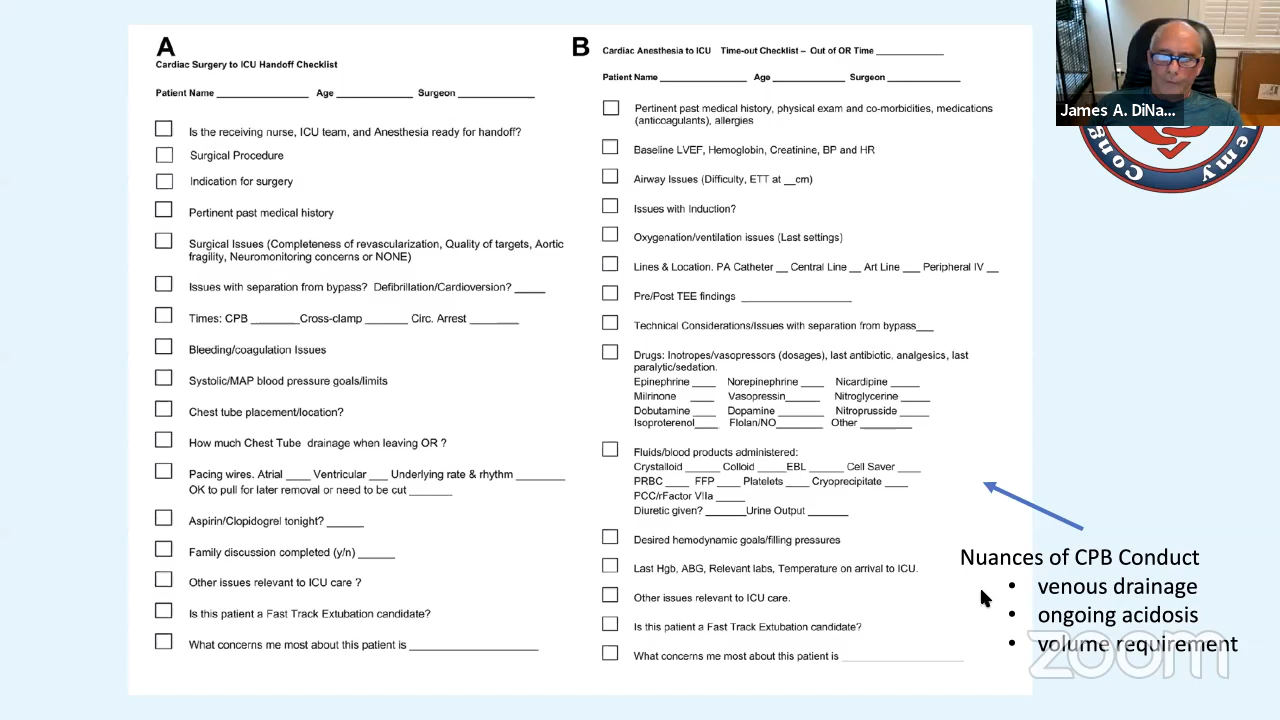 A
Cardiac Surgery to ICU Handoff Checklist
Patient Name _______________ Age _____________ Surgeon _____________
Is the receiving nurse, ICU team, and Anesthesia ready for handoff?
Surgical Procedure
Indication for surgery
Pertinent past medical history
Surgical Issues (Completeness of revascularization, Quality of targets, Aortic
fragility, Neuromonitoring concerns or NONE)
Issues with separation from bypass? Defibrillation/Cardioversion? _____
Times: CPB ________Cross-clamp _______ Circ. Arrest ________
Bleeding/coagulation Issues
Systolic/MAP blood pressure goals/limits
Chest tube placement/location?
How much Chest Tube drainage when leaving OR ?
Pacing wires. Atrial ____ Ventricular ___ Underlying rate & rhythm ________
OK to pull for later removal or need to be cut _______
Aspirin/Clopidogrel tonight? ______
Family discussion completed (y/n) ______
Other issues relevant to ICU care ?
Is this patient a Fast Track Extubation candidate?
What concerns me most about this patient is _____________________
B
Cardiac Anesthesia to ICU Time-out Checklist – Out of OR Time ____________
Patient Name _______________ Age _____________ Surgeon _____________
Pertinent past medical history, physical exam and co-morbidities, medications
(anticoagulants), allergies
Baseline LVEF, Hemoglobin, Creatinine, BP and HR
Airway Issues (Difficulty, ETT at __cm)
Issues with Induction?
Oxygenation/ventilation issues (Last settings)
Lines & Location. PA Catheter __ Central Line __ Art Line ___ Peripheral IV __
Pre/Post TEE findings __________________
Technical Considerations/Issues with separation from bypass___
Drugs: Inotropes/vasopressors (dosages), last antibiotic, analgesics, last
paralytic/sedation.
Epinephrine ____ Norepinephrine ____ Nicardipine _____
Milrinone ____ Vasopressin______ Nitroglycerine _____
Dobutamine ____ Dopamine ________ Nitroprusside _____
Isoproterenol____ Flolan/NO________ Other _________
Fluids/blood products administered:
Crystalloid ______ Colloid _____EBL ______ Cell Saver ____
PRBC ____ FFP ____ Platelets ____ Cryoprecipitate ____
PCC/rFactor VIIa _____
Diuretic given? _______Urine Output _______
Desired hemodynamic goals/filling pressures
Last Hgb, ABG, Relevant labs, Temperature on arrival to ICU.
Other issues relevant to ICU care.
Is this patient a Fast Track Extubation candidate?
What concerns me most about this patient is _____________________
James A. DiNa...
Nuances of CPB Conduct
• venous drainage
• ongoing acidosis
• volume requirement
zoom